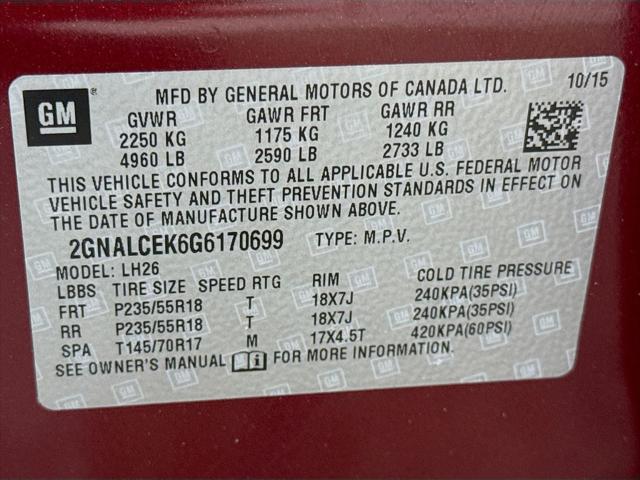 GM ®
MFD BY GENERAL MOTORS OF CANADA LTD. 10/15
GVWR GAWR FRT GAWR RR
2250 KG 1175 KG 1240 KG
4960 LB 2590 LB 2733 LB
THIS VEHICLE CONFORMS TO ALL APPLICABLE U.S. FEDERAL MOTOR
VEHICLE SAFETY AND THEFT PREVENTION STANDARDS IN EFFECT ON
THE DATE OF MANUFACTURE SHOWN ABOVE.
2GNALCEK6G6170699 TYPE: M.P.V.
MODEL: LH26
LBBS TIRE SIZE SPEED RTG RIM COLD TIRE PRESSURE
FRT P235/55R18 T 18X7J 240KPA(35PSI)
RR P235/55R18 T 18X7J 240KPA(35PSI)
SPA T145/70R17 M 17X4.5T 420KPA(60PSI)
SEE OWNER'S MANUAL FOR MORE INFORMATION.